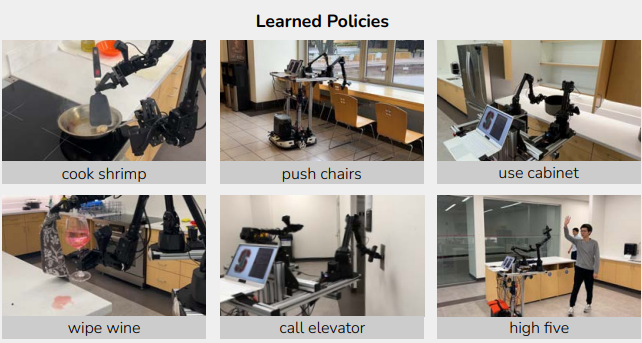 Learned Policies
cook shrimp
push chairs
use cabinet
wipe wine
call elevator
high five